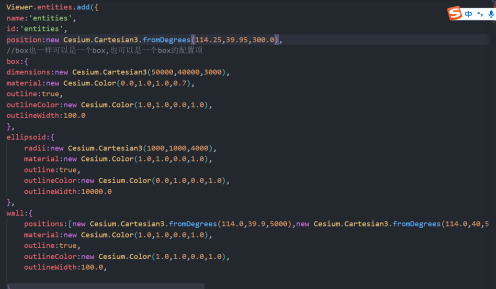 Viewer.entities.add({
name:'entities',
id:'entities',
position:new Cesium.Cartesian3.fromDegrees(114.25,39.95,300.0),
//box也一样可以是一个box,也可以是一个box的配置项
box:{
dimensions:new Cesium.Cartesian3(50000,40000,3000),
material:new Cesium.Color(0.0,1.0,1.0,0.7),
outline:true,
outlineColor:new Cesium.Color(1.0,1.0,0.0,1.0),
outlineWidth:100.0
},
ellipsoid:{
radii:new Cesium.Cartesian3(1000,1000,4000),
material:new Cesium.Color(1.0,1.0,0.0,1.0),
outline:true,
outlineColor:new Cesium.Color(0.0,1.0,0.0,1.0),
outlineWidth:10000.0
},
wall:{
positions:[new Cesium.Cartesian3.fromDegrees(114.0,39.9,5000),new Cesium.Cartesian3.fromDegrees(114.0,40,5
material:new Cesium.Color(1.0,1.0,0.0,1.0),
outline:true,
outlineColor:new Cesium.Color(1.0,1.0,0.0,1.0),
outlineWidth:100.0,
S 中